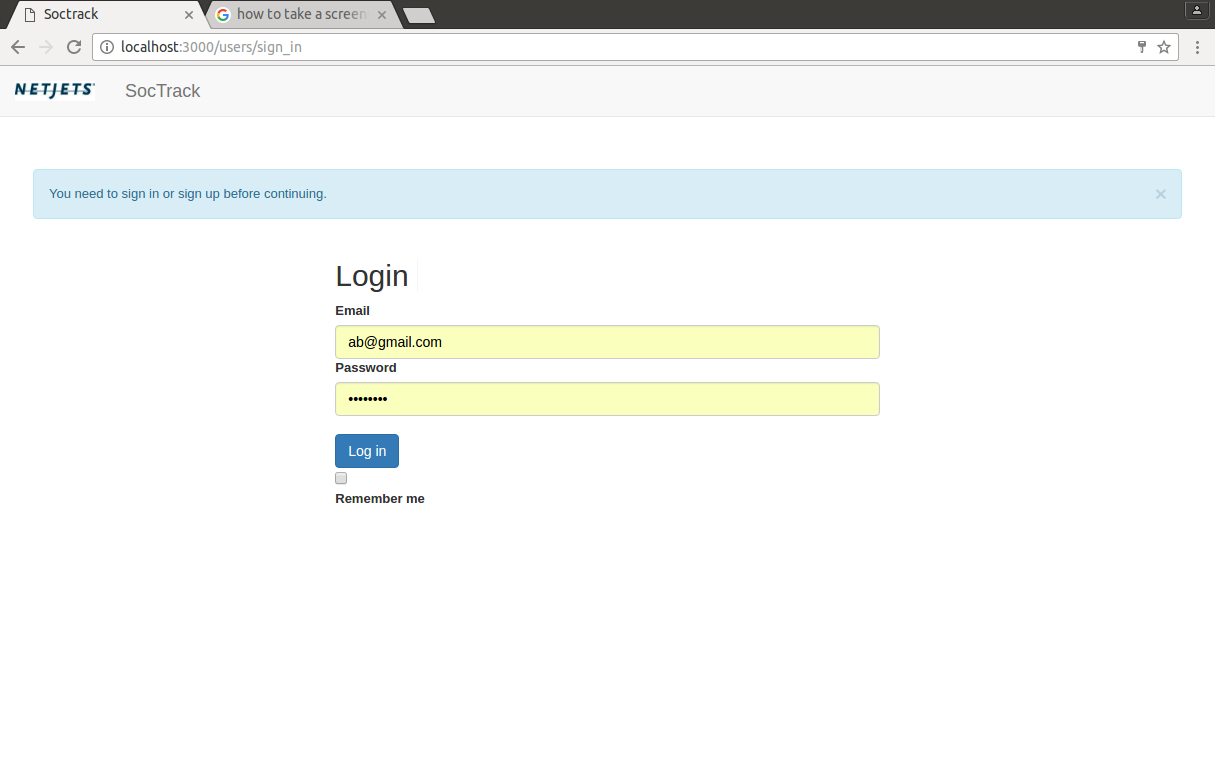 Soctrack
how to take a screen
localhost:3000/users/sign_in
NETJETS SocTrack
You need to sign in or sign up before continuing.
Login
Email
ab@gmail.com
Password
••••••••
Log in
Remember me